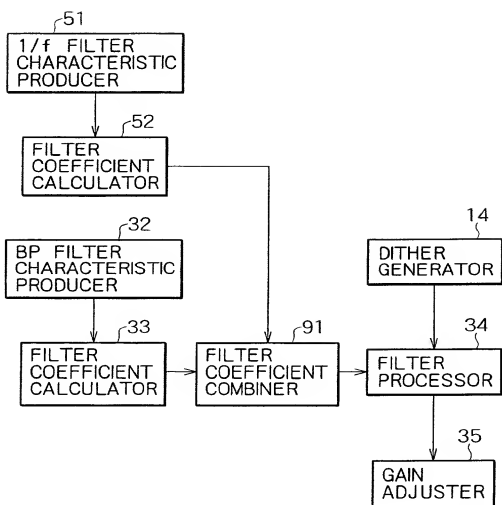 51
1/f FILTER
CHARACTERISTIC
PRODUCER
52
FILTER
COEFFICIENT
CALCULATOR
32
BP FILTER
CHARACTERISTIC
PRODUCER
14
DITHER
GENERATOR
33
FILTER
COEFFICIENT
CALCULATOR
91
FILTER
COEFFICIENT
COMBINER
34
FILTER
PROCESSOR
35
GAIN
ADJUSTER